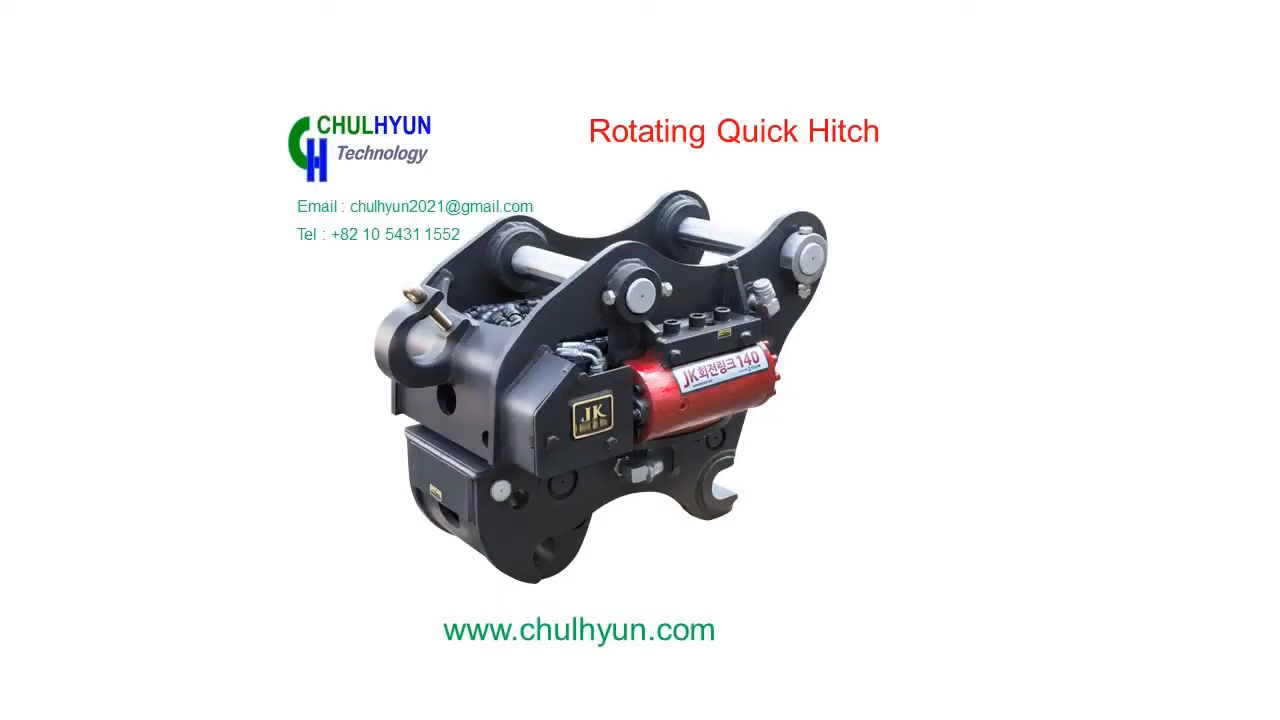 CHULHYUN
Technology
Rotating Quick Hitch
Email : chulhyun2021@gmail.com
Tel : +82 10 5431 1552
JK회전링크140
JK
www.chulhyun.com